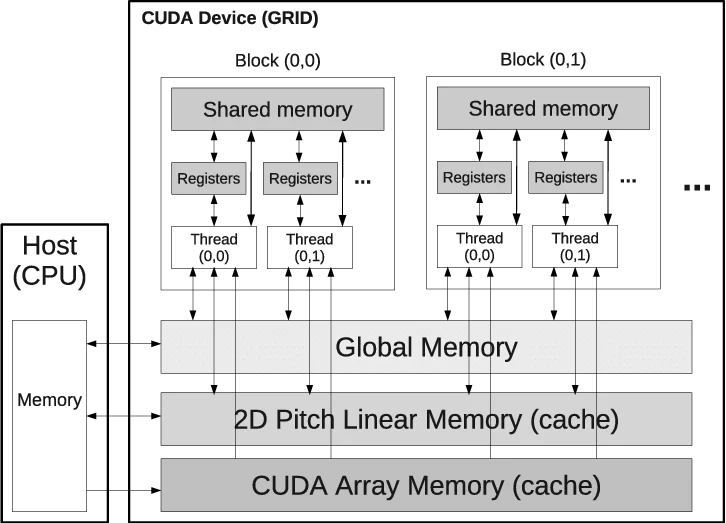 CUDA Device (GRID)
Block (0,0)
Block (0,1)
Shared memory
Shared memory
Registers
Registers
...
Registers
Registers
...
...
Thread
(0,0)
Thread
(0,1)
Thread
(0,0)
Thread
(0,1)
Host
(CPU)
Memory
Global Memory
2D Pitch Linear Memory (cache)
CUDA Array Memory (cache)